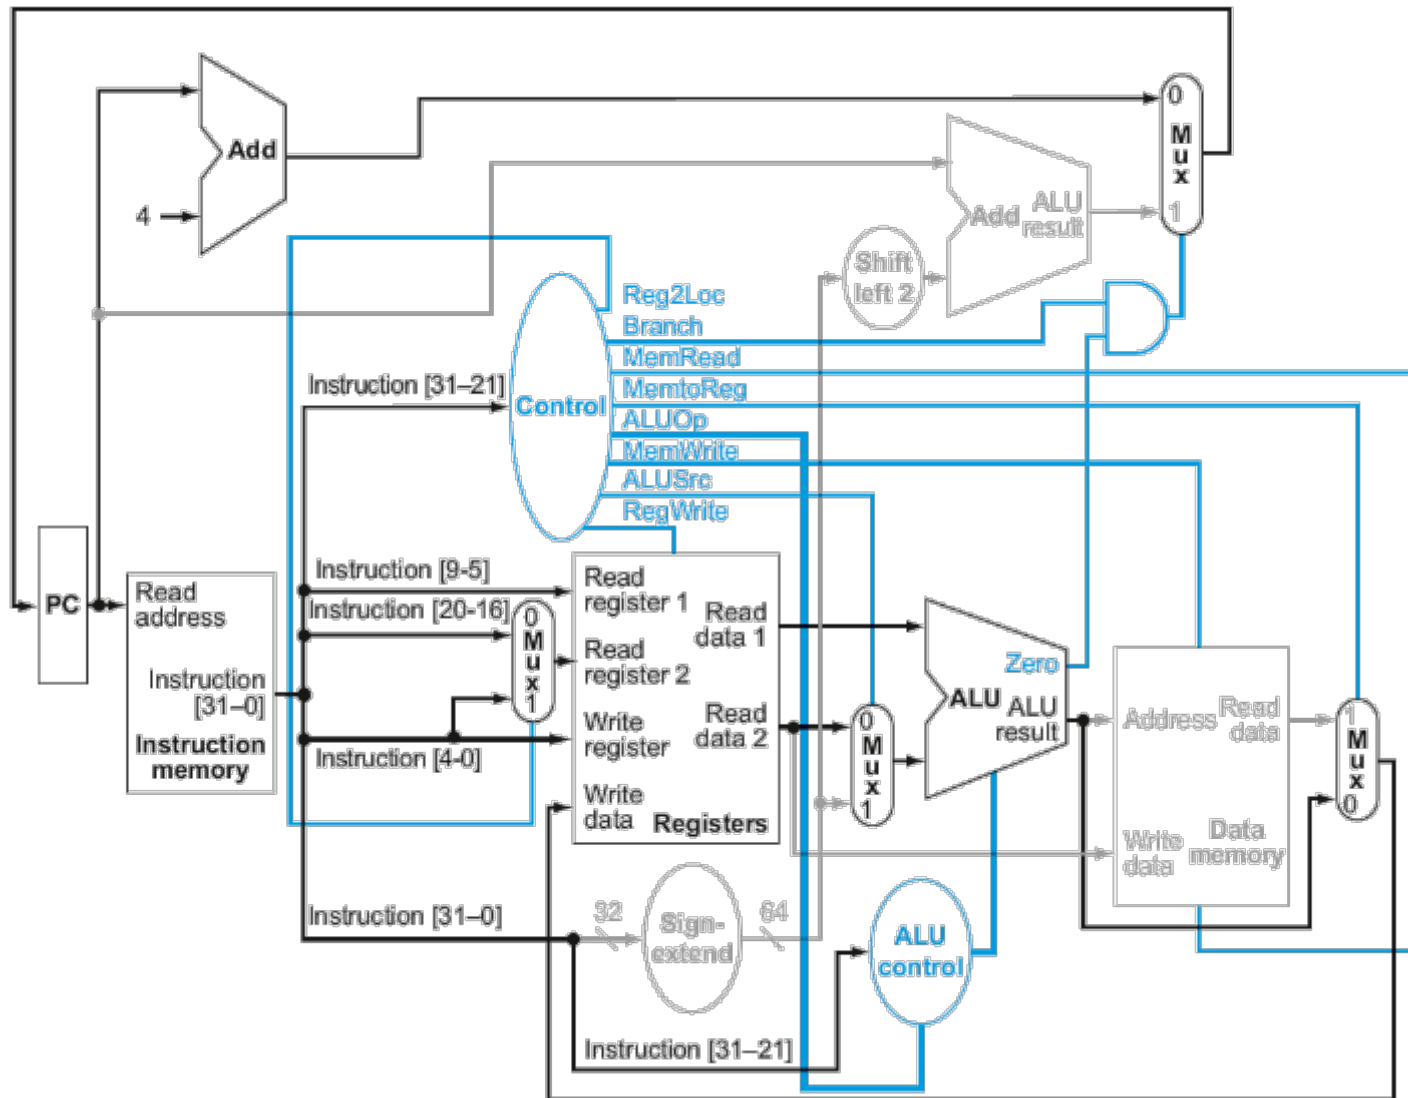 0
M
u
x
1
Add
4
Add
ALU
result
Shift
left 2
Reg2Loc
Branch
MemRead
MemtoReg
ALUOp
MemWrite
ALUSrc
RegWrite
Instruction [31–21]
Control
Instruction [9-5]
Instruction [20-16]
Instruction [4-0]
PC
Read
address
Instruction
[31–0]
Instruction
memory
0
M
u
x
1
Read
register 1
Read
register 2
Write
register
Write
data
Read
data 1
Read
data 2
Registers
0
M
u
x
1
Zero
ALU
ALU
result
Address
Read
data
Write
data
Data
memory
1
M
u
x
0
Instruction [31–0]
32
Sign-
extend
64
ALU
control
Instruction [31–21]